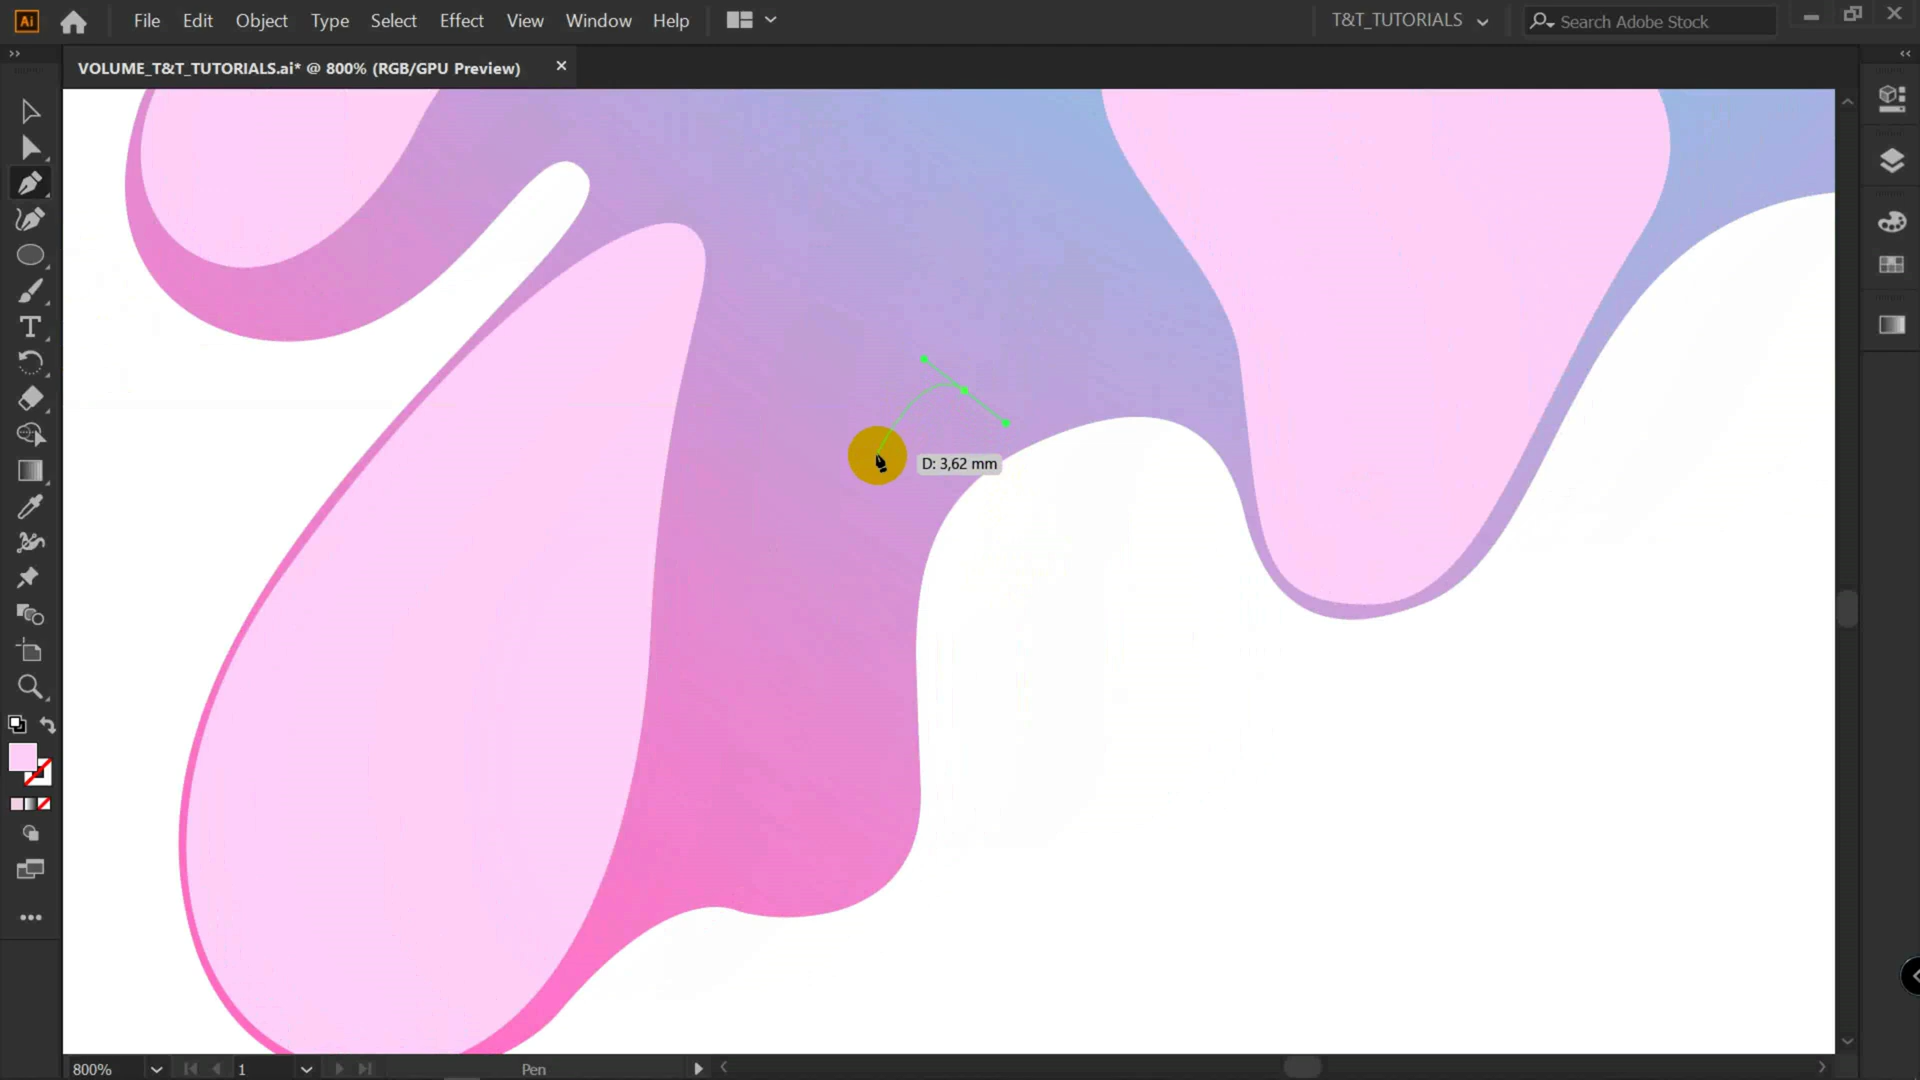 Ai File Edit Object Type Select Effect View Window Help T&T_TUTORIALS Search Adobe Stock
VOLUME_T&T_TUTORIALS.ai* @ 800% (RGB/GPU Preview)
D: 3,62 mm
800% 1 Pen